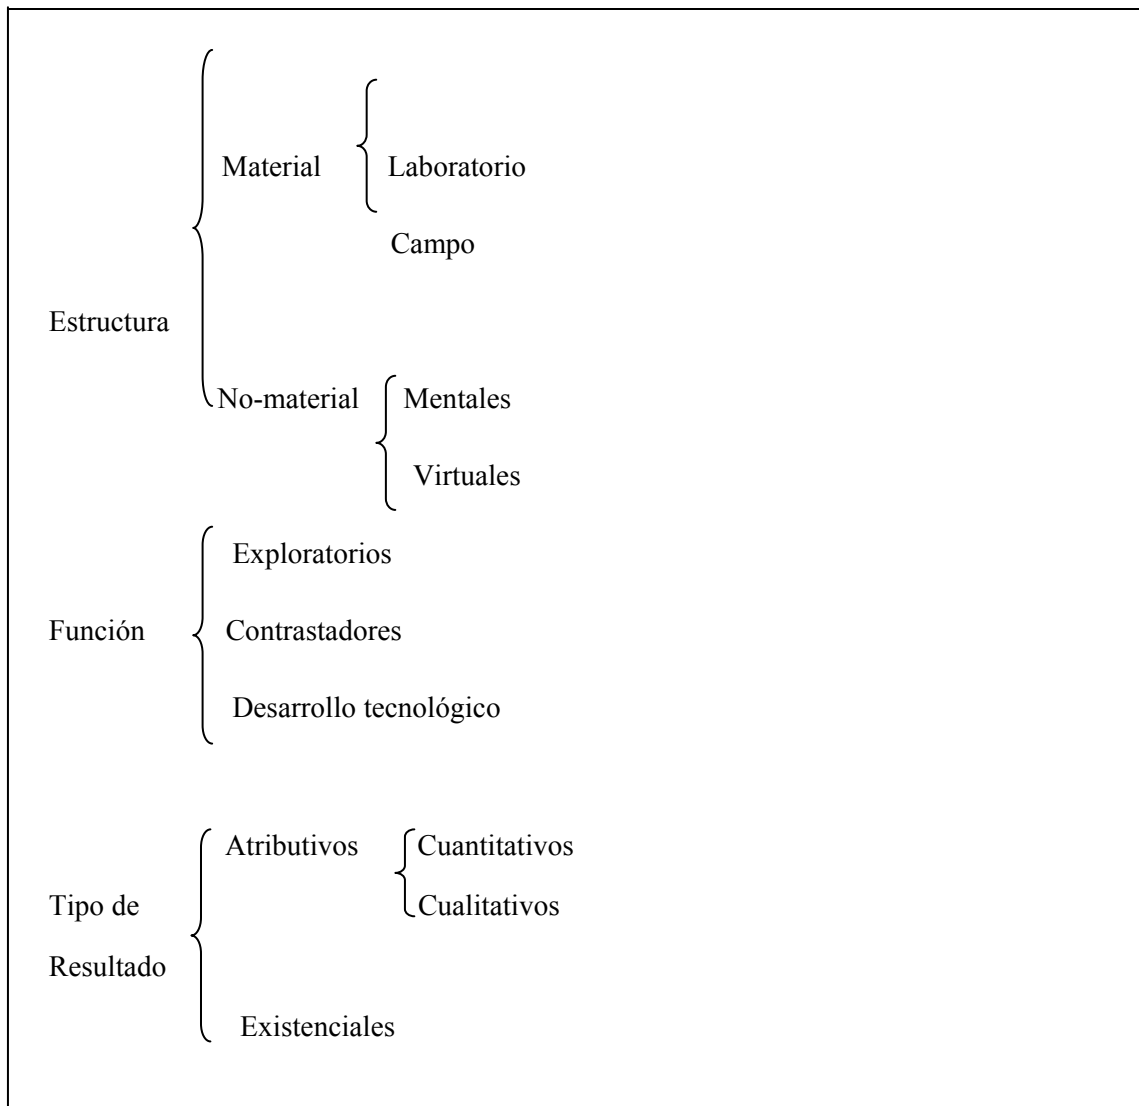 Material Laboratorio
Campo
Estructura
No-material Mentales
Virtuales
Exploratorios
Función Contrastadores
Desarrollo tecnológico
Atributivos Cuantitativos
Tipo de Cualitativos
Resultado
Existenciales